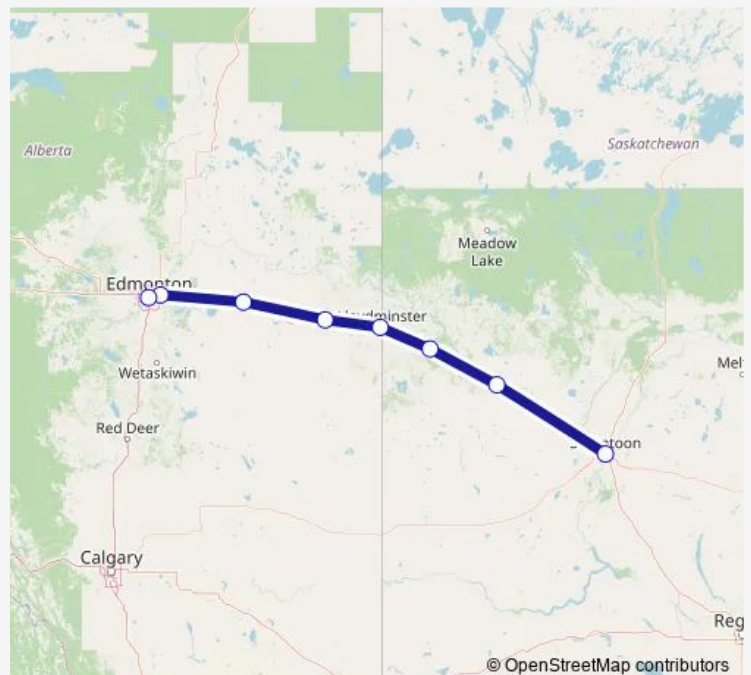 Alberta
Saskatchewan
Meadow
Lake
Edmonton
Wetaskiwin
Red Deer
Calgary
© OpenStreetMap contributors